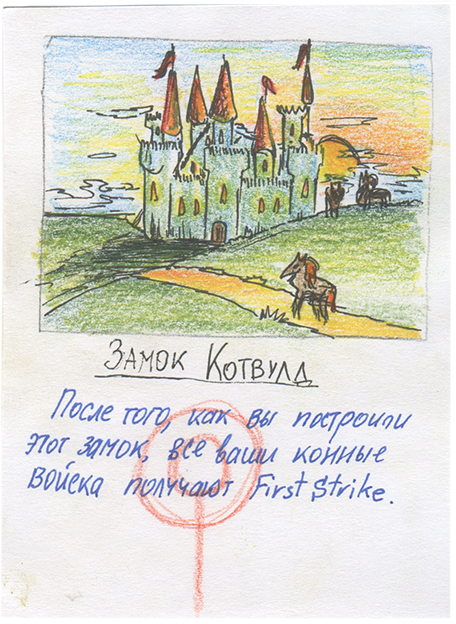 Замок Котвулд
После того, как вы построили
этот замок, все ваши конные
войска получают First Strike.